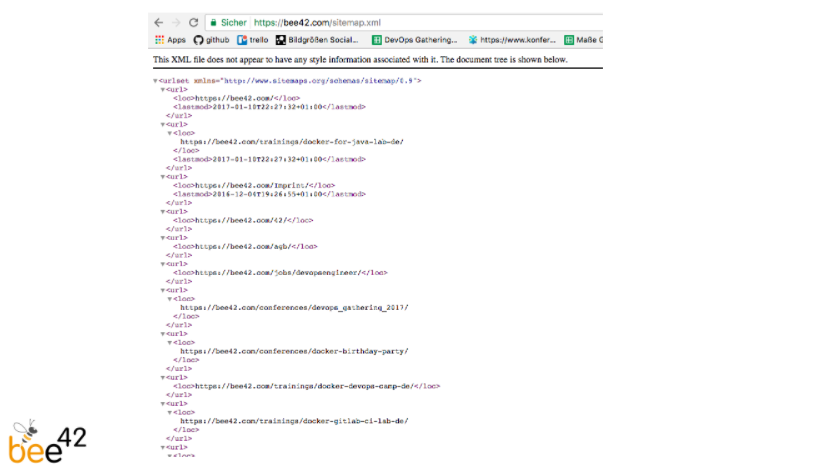 Sicher https://bee42.com/sitemap.xml
Apps github trello Bildgrößen Social... DevOps Gathering... https://www.konfer... Maße G
This XML file does not appear to have any style information associated with it. The document tree is shown below.
▼<urlset xmlns="http://www.sitemaps.org/schemas/sitemap/0.9">
▼<url>
<loc>https://bee42.com/</loc>
<lastmod>2017-01-10T22:27:32+01:00</lastmod>
</url>
▼<url>
▼<loc>
https://bee42.com/trainings/docker-for-java-lab-de/
</loc>
<lastmod>2017-01-10T22:27:32+01:00</lastmod>
</url>
▼<url>
<loc>https://bee42.com/Imprint/</loc>
<lastmod>2016-12-04T19:26:55+01:00</lastmod>
</url>
▼<url>
<loc>https://bee42.com/42/</loc>
</url>
▼<url>
<loc>https://bee42.com/agb/</loc>
</url>
▼<url>
<loc>https://bee42.com/jobs/devopsengineer/</loc>
</url>
▼<url>
▼<loc>
https://bee42.com/conferences/devops_gathering_2017/
</loc>
</url>
▼<url>
▼<loc>
https://bee42.com/conferences/docker-birthday-party/
</loc>
</url>
▼<url>
<loc>https://bee42.com/trainings/docker-devops-camp-de/</loc>
</url>
▼<url>
▼<loc>
https://bee42.com/trainings/docker-gitlab-ci-lab-de/
</loc>
</url>
▼<url>
▼<loc>
bee42